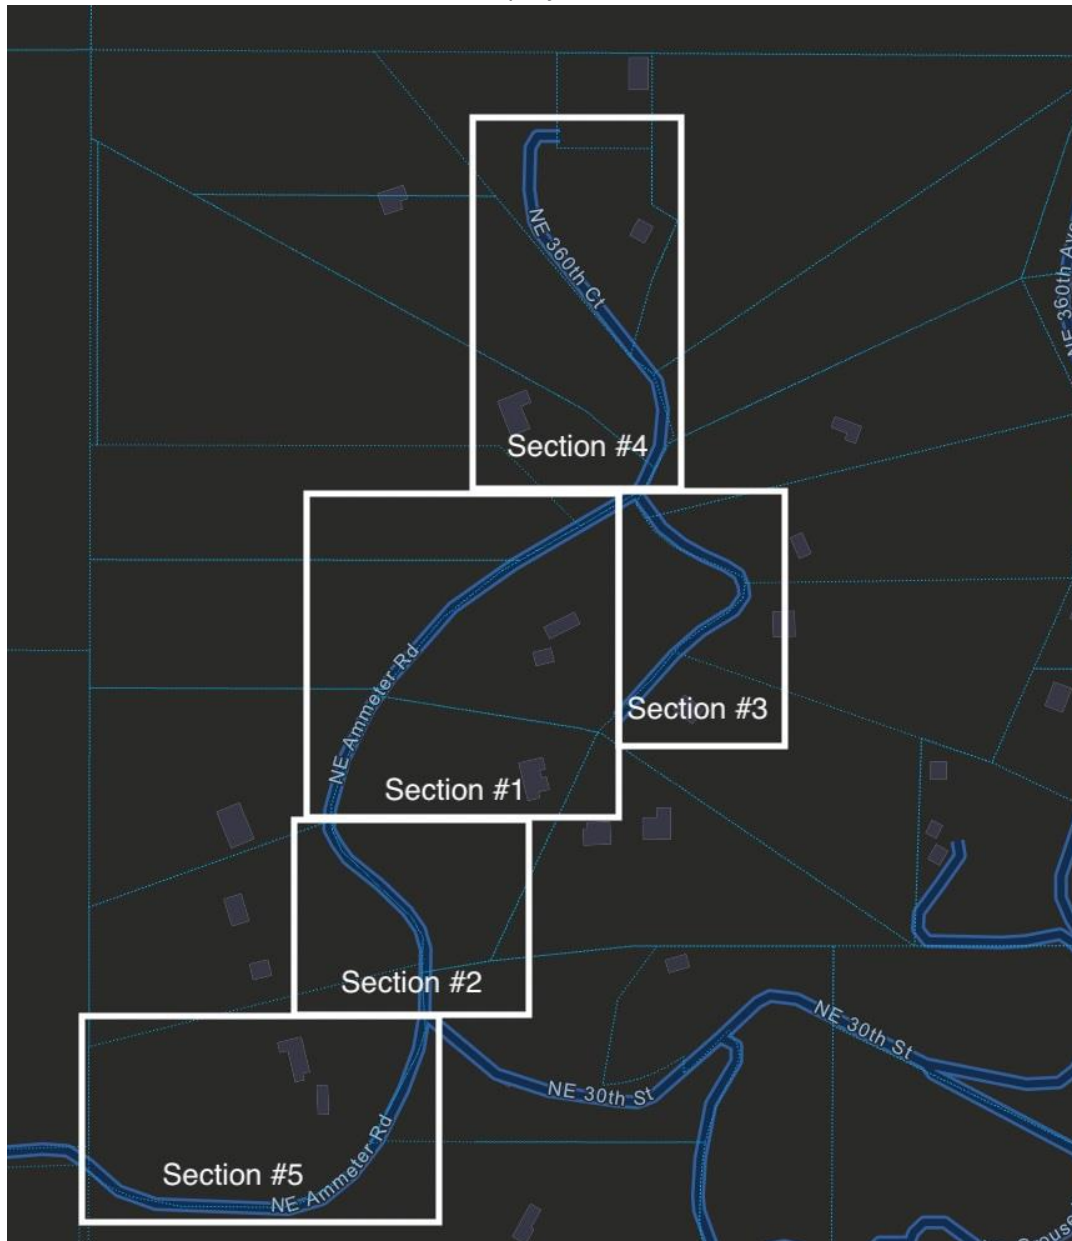 NE 360th Ct
NE 360th Ave
Section #4
NE Ammeter Rd
Section #3
Section #1
Section #2
NE 30th St
NE 30th St
Section #5
NE Ammeter Rd